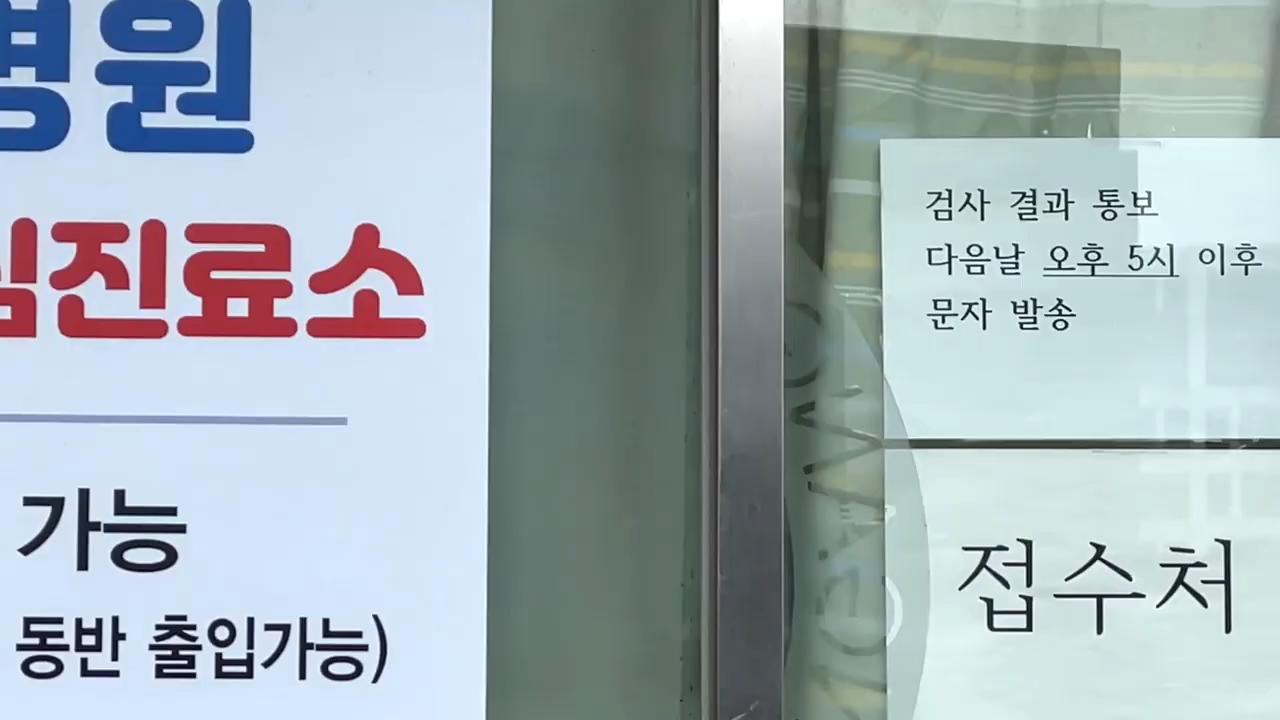 병원
심진료소
가능
동반 출입가능)
검사 결과 통보
다음날 오후 5시 이후
문자 발송
접수처